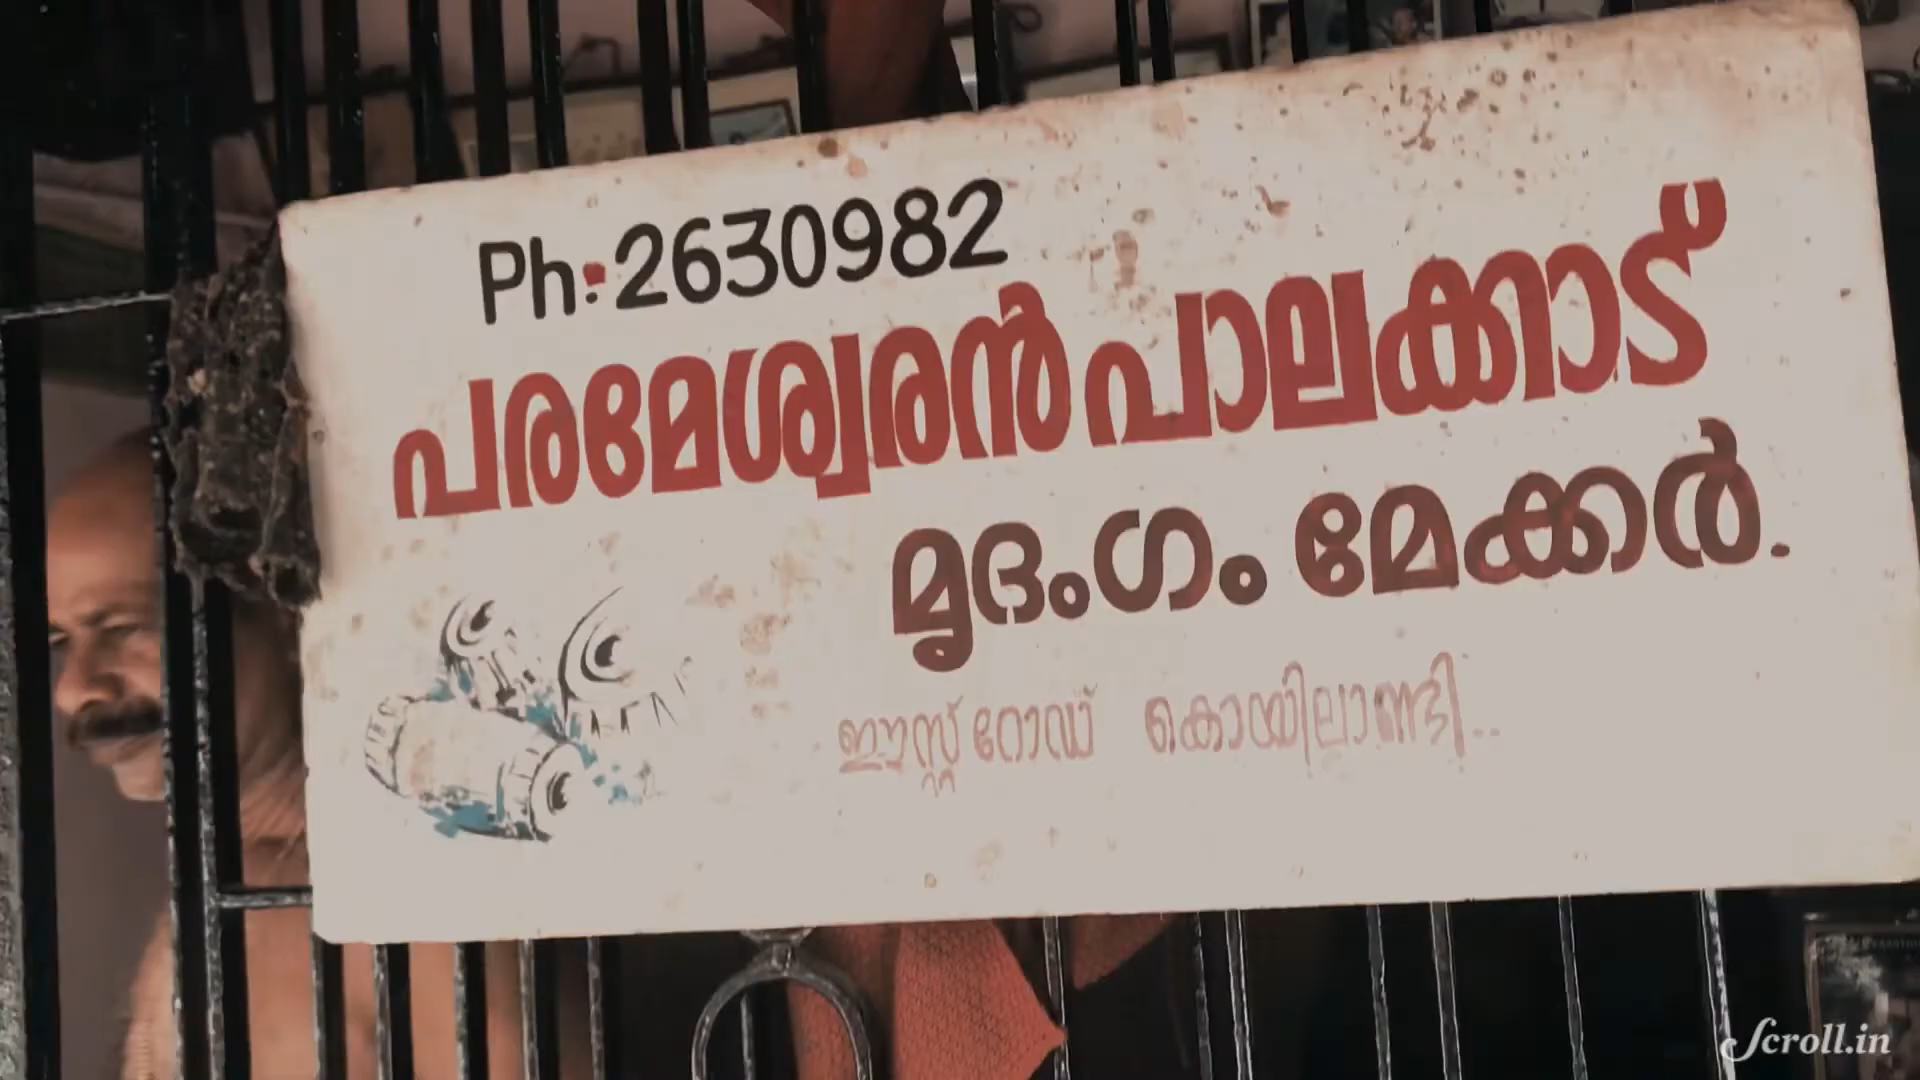 Ph: 2630982
പരമേശ്വരൻ പാലക്കാട്
മൃദംഗം മേക്കർ.
ഈസ്റ്റ് റോഡ് കൊയിലാണ്ടി..
Scroll.in